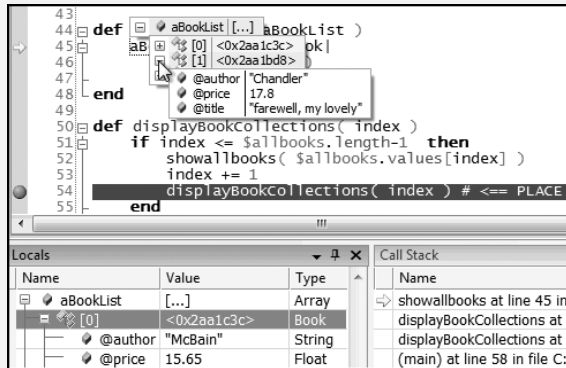 43
44 def aBookList [...] aBookList )
45 aB [0] <0x2aa1c3c> ok|
46 [1] <0x2aa1bd8> )
47 @author "Chandler"
48 end @price 17.8
49 @title "farewell, my lovely"
50 def displayBookCollections( index )
51 if index <= $allbooks.length-1 then
52 showallbooks( $allbooks.values[index] )
53 index += 1
54 displayBookCollections( index ) # <== PLACE
55 end
Locals
Name Value Type
aBookList [...] Array
[0] <0x2aa1c3c> Book
@author "McBain" String
@price 15.65 Float
Call Stack
Name
showallbooks at line 45 in
displayBookCollections at
displayBookCollections at
(main) at line 58 in file C: